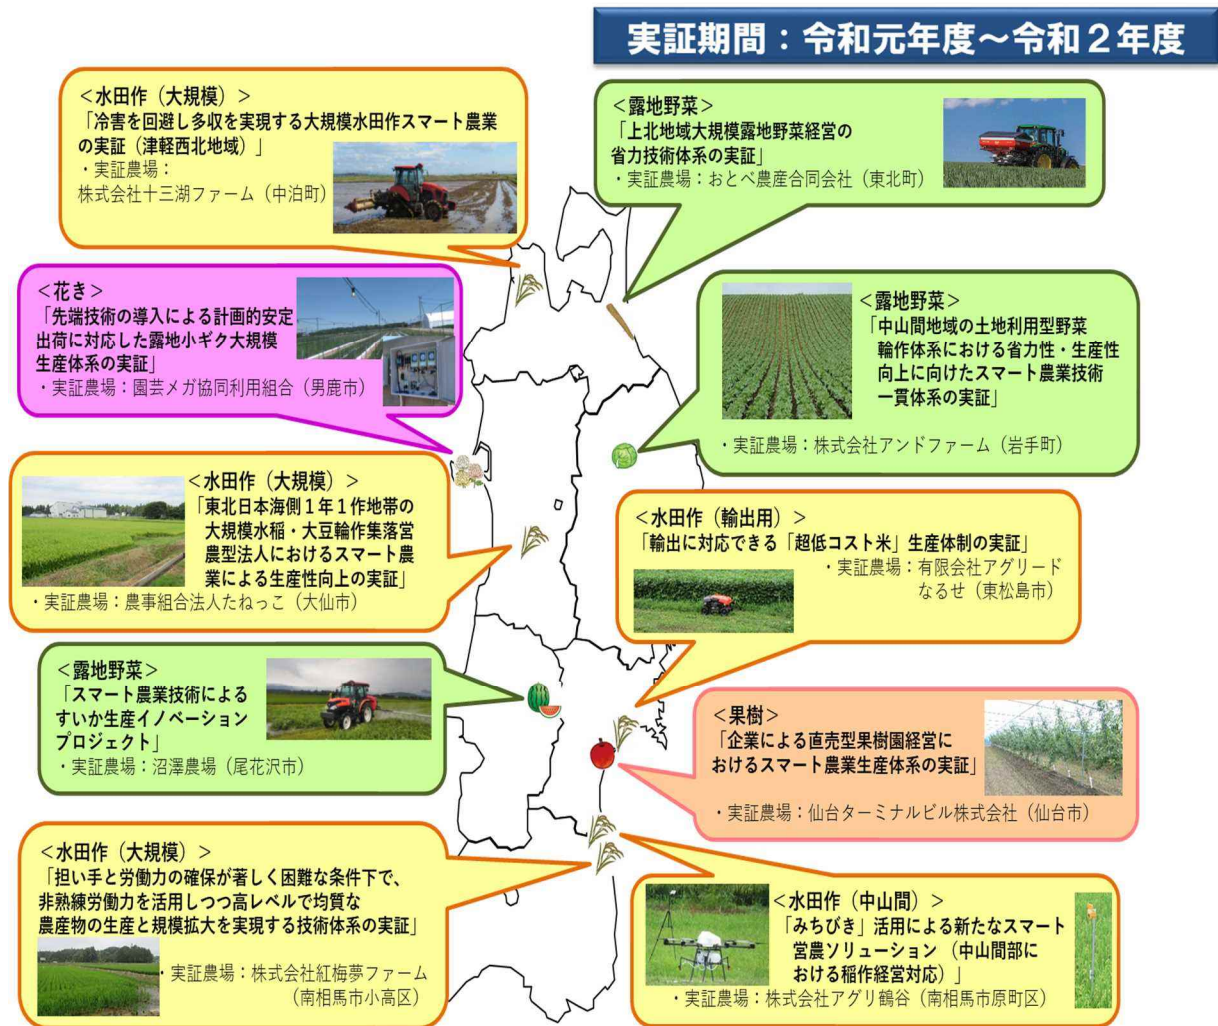 実証期間：令和元年度～令和２年度
＜水田作（大規模）＞
「冷害を回避し多収を実現する大規模水田作スマート農業
の実証（津軽西北地域）」
・実証農場：
株式会社十三湖ファーム（中泊町）
＜露地野菜＞
「上北地域大規模露地野菜経営の
省力技術体系の実証」
・実証農場：おとべ農産合同会社（東北町）
＜花き＞
「先端技術の導入による計画的安定
出荷に対応した露地小ギク大規模
生産体系の実証」
・実証農場：園芸メガ協同利用組合（男鹿市）
＜露地野菜＞
「中山間地域の土地利用型野菜
輪作体系における省力性・生産性
向上に向けたスマート農業技術
一貫体系の実証」
・実証農場：株式会社アンドファーム（岩手町）
＜水田作（大規模）＞
「東北日本海側１年１作地帯の
大規模水稲・大豆輪作集落営
農型法人におけるスマート農
業による生産性向上の実証」
・実証農場：農事組合法人たねっこ（大仙市）
＜水田作（輸出用）＞
「輸出に対応できる「超低コスト米」生産体制の実証」
・実証農場：有限会社アグリード
なるせ（東松島市）
＜露地野菜＞
「スマート農業技術による
すいか生産イノベーション
プロジェクト」
・実証農場：沼澤農場（尾花沢市）
＜果樹＞
「企業による直売型果樹園経営に
おけるスマート農業生産体系の実証」
・実証農場：仙台ターミナルビル株式会社（仙台市）
＜水田作（大規模）＞
「担い手と労働力の確保が著しく困難な条件下で、
非熟練労働力を活用しつつ高レベルで均質な
農産物の生産と規模拡大を実現する技術体系の実証」
・実証農場：株式会社紅梅夢ファーム
（南相馬市小高区）
＜水田作（中山間）＞
「みちびき」活用による新たなスマート
営農ソリューション （中山間部に
おける稲作経営対応）」
・実証農場：株式会社アグリ鶴谷（南相馬市原町区）